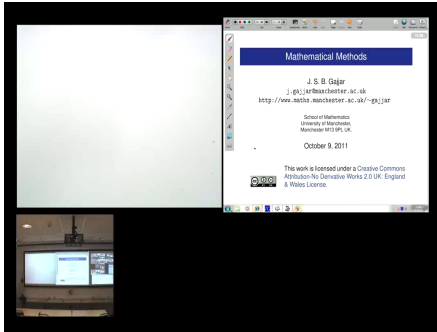 Mathematical Methods
J. S. B. Gajjar
j.gajjar@manchester.ac.uk
http://www.maths.manchester.ac.uk/~gajjar
School of Mathematics
University of Manchester,
Manchester M13 9PL UK.
October 9, 2011
This work is licensed under a Creative Commons
Attribution-No Derivative Works 2.0 UK: England
& Wales License.